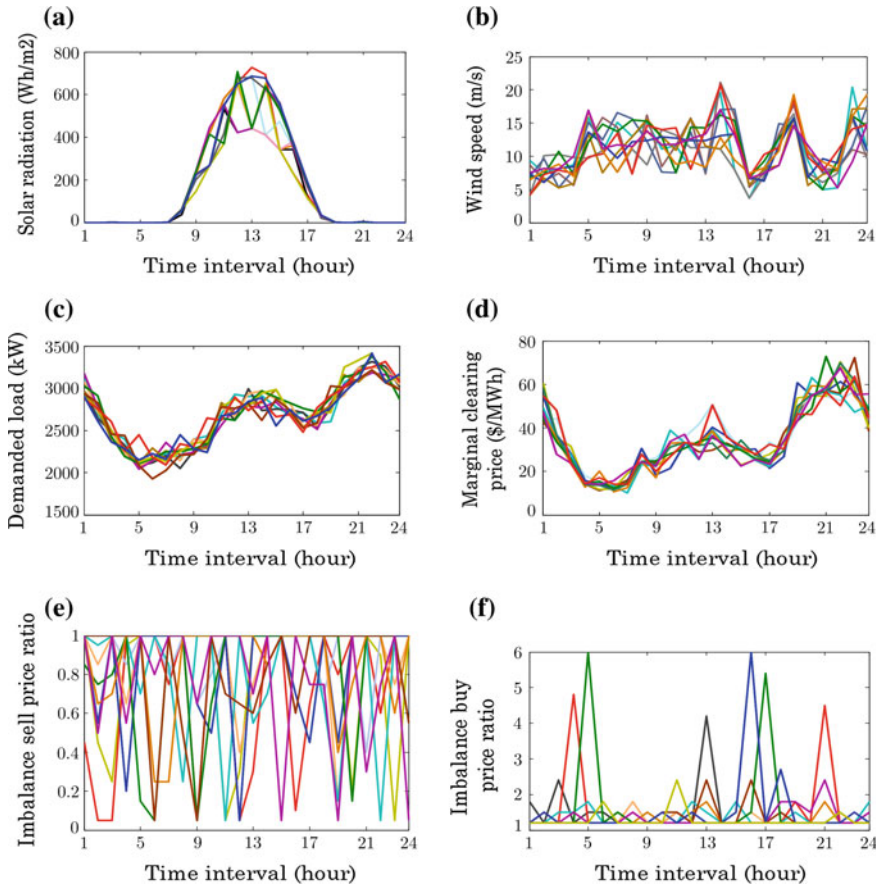 (a)
Solar radiation (Wh/m2)
800
600
400
200
0
1 5 9 13 17 21 24
Time interval (hour)
(b)
Wind speed (m/s)
25
20
15
10
5
0
1 5 9 13 17 21 24
Time interval (hour)
(c)
Demanded load (kW)
3500
3000
2500
2000
1500
1 5 9 13 17 21 24
Time interval (hour)
(d)
Marginal clearing
price ($/MWh)
80
60
40
20
0
1 5 9 13 17 21 24
Time interval (hour)
(e)
Imbalance sell price ratio
1
0.8
0.6
0.4
0.2
0
1 5 9 13 17 21 24
Time interval (hour)
(f)
Imbalance buy
price ratio
6
5
4
3
2
1
1 5 9 13 17 21 24
Time interval (hour)